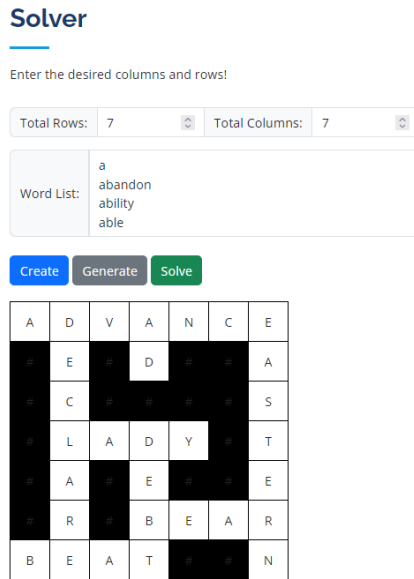 Solver
Enter the desired columns and rows!
Total Rows: 7 Total Columns: 7
Word List:
a
abandon
ability
able
Create Generate Solve
A D V A N C E
# E # D # # A
# C # # # # S
# L A D Y # T
# A # E # # E
# R # B E A R
B E A T # # N